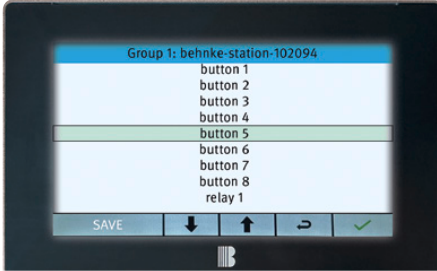 Group 1: behnke-station-102094
button 1
button 2
button 3
button 4
button 5
button 6
button 7
button 8
relay 1
SAVE